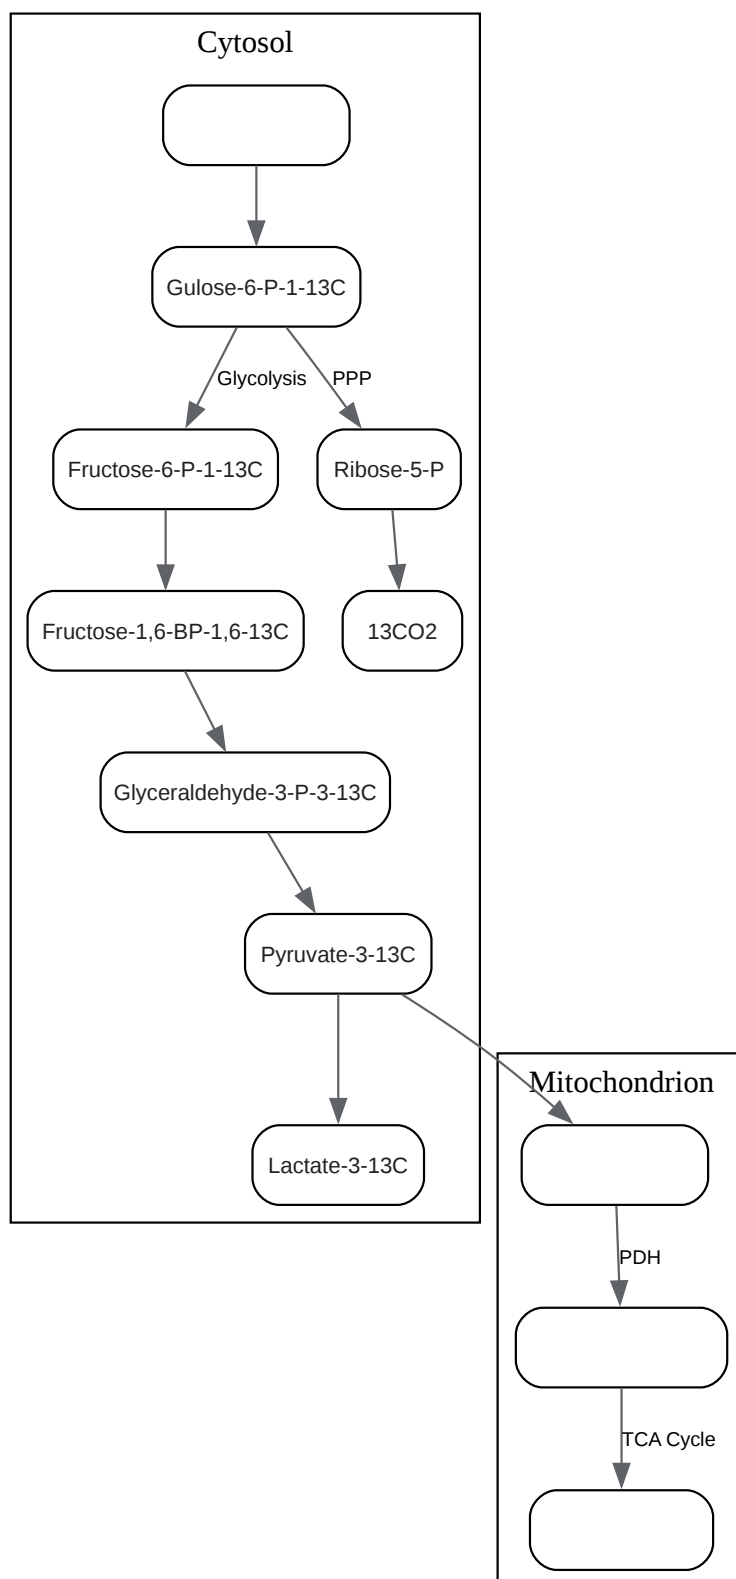 Cytosol
Gulose-6-P-1-13C
Glycolysis
PPP
Fructose-6-P-1-13C
Ribose-5-P
Fructose-1,6-BP-1,6-13C
13CO2
Glyceraldehyde-3-P-3-13C
Pyruvate-3-13C
Mitochondrion
Lactate-3-13C
PDH
TCA Cycle